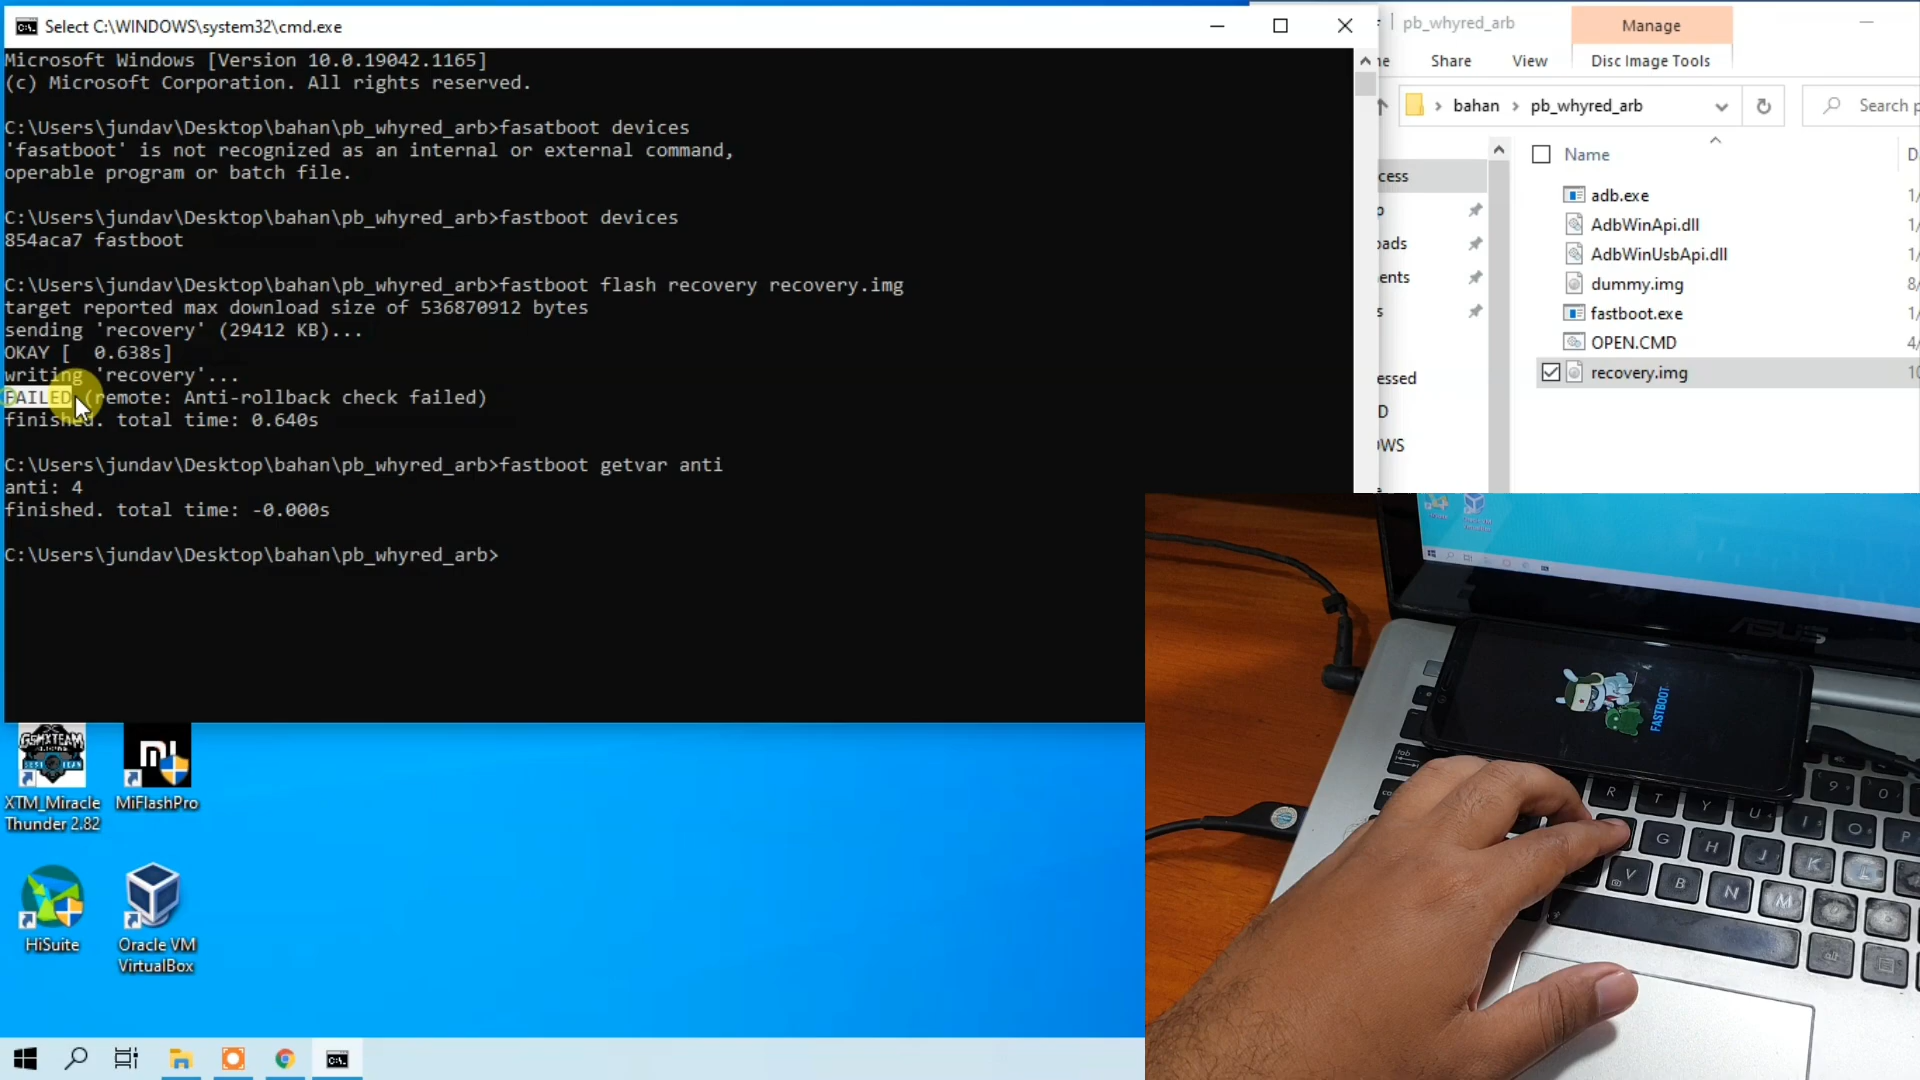 Select C:\WINDOWS\system32\cmd.exe
Microsoft Windows [Version 10.0.19042.1165]
(c) Microsoft Corporation. All rights reserved.
C:\Users\jundav\Desktop\bahan\pb_whyred_arb>fasatboot devices
'fasatboot' is not recognized as an internal or external command,
operable program or batch file.
C:\Users\jundav\Desktop\bahan\pb_whyred_arb>fastboot devices
854aca7 fastboot
C:\Users\jundav\Desktop\bahan\pb_whyred_arb>fastboot flash recovery recovery.img
target reported max download size of 536870912 bytes
sending 'recovery' (29412 KB)...
OKAY [  0.638s]
writing 'recovery'...
FAILED (remote: Anti-rollback check failed)
finished. total time: 0.640s
C:\Users\jundav\Desktop\bahan\pb_whyred_arb>fastboot getvar anti
anti: 4
finished. total time: -0.000s
C:\Users\jundav\Desktop\bahan\pb_whyred_arb>
pb_whyred_arb
Manage
Share View Disc Image Tools
bahan > pb_whyred_arb
Search
Name
adb.exe
AdbWinApi.dll
AdbWinUsbApi.dll
dummy.img
fastboot.exe
OPEN.CMD
recovery.img
XTM_Miracle
Thunder 2.82
MiFlashPro
HiSuite
Oracle VM
VirtualBox
ASUS
FASTBOOT
R T Y U I O P
G H J K L
V B N M